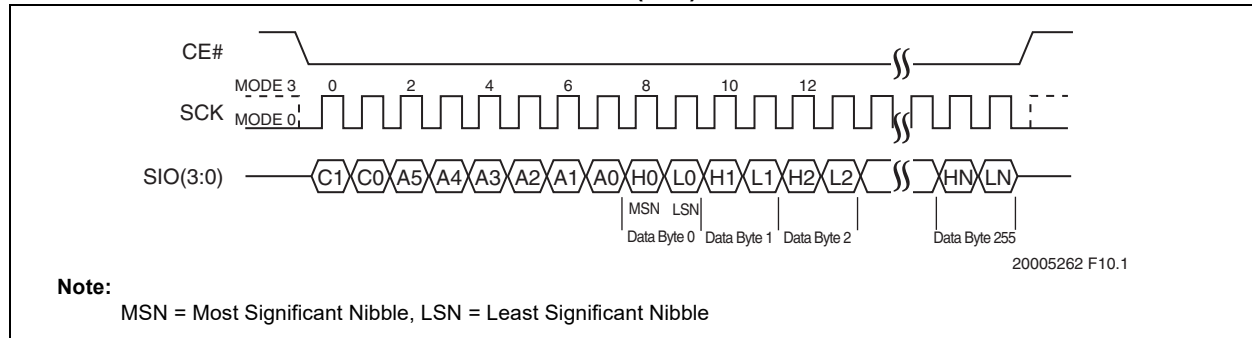 CE#
MODE 3 0 2 4 6 8 10 12
SCK MODE 0
SIO(3:0) C1 C0 A5 A4 A3 A2 A1 A0 H0 L0 H1 L1 H2 L2 HN LN
MSN LSN
Data Byte 0 Data Byte 1 Data Byte 2 Data Byte 255
20005262 F10.1
Note:
MSN = Most Significant Nibble, LSN = Least Significant Nibble